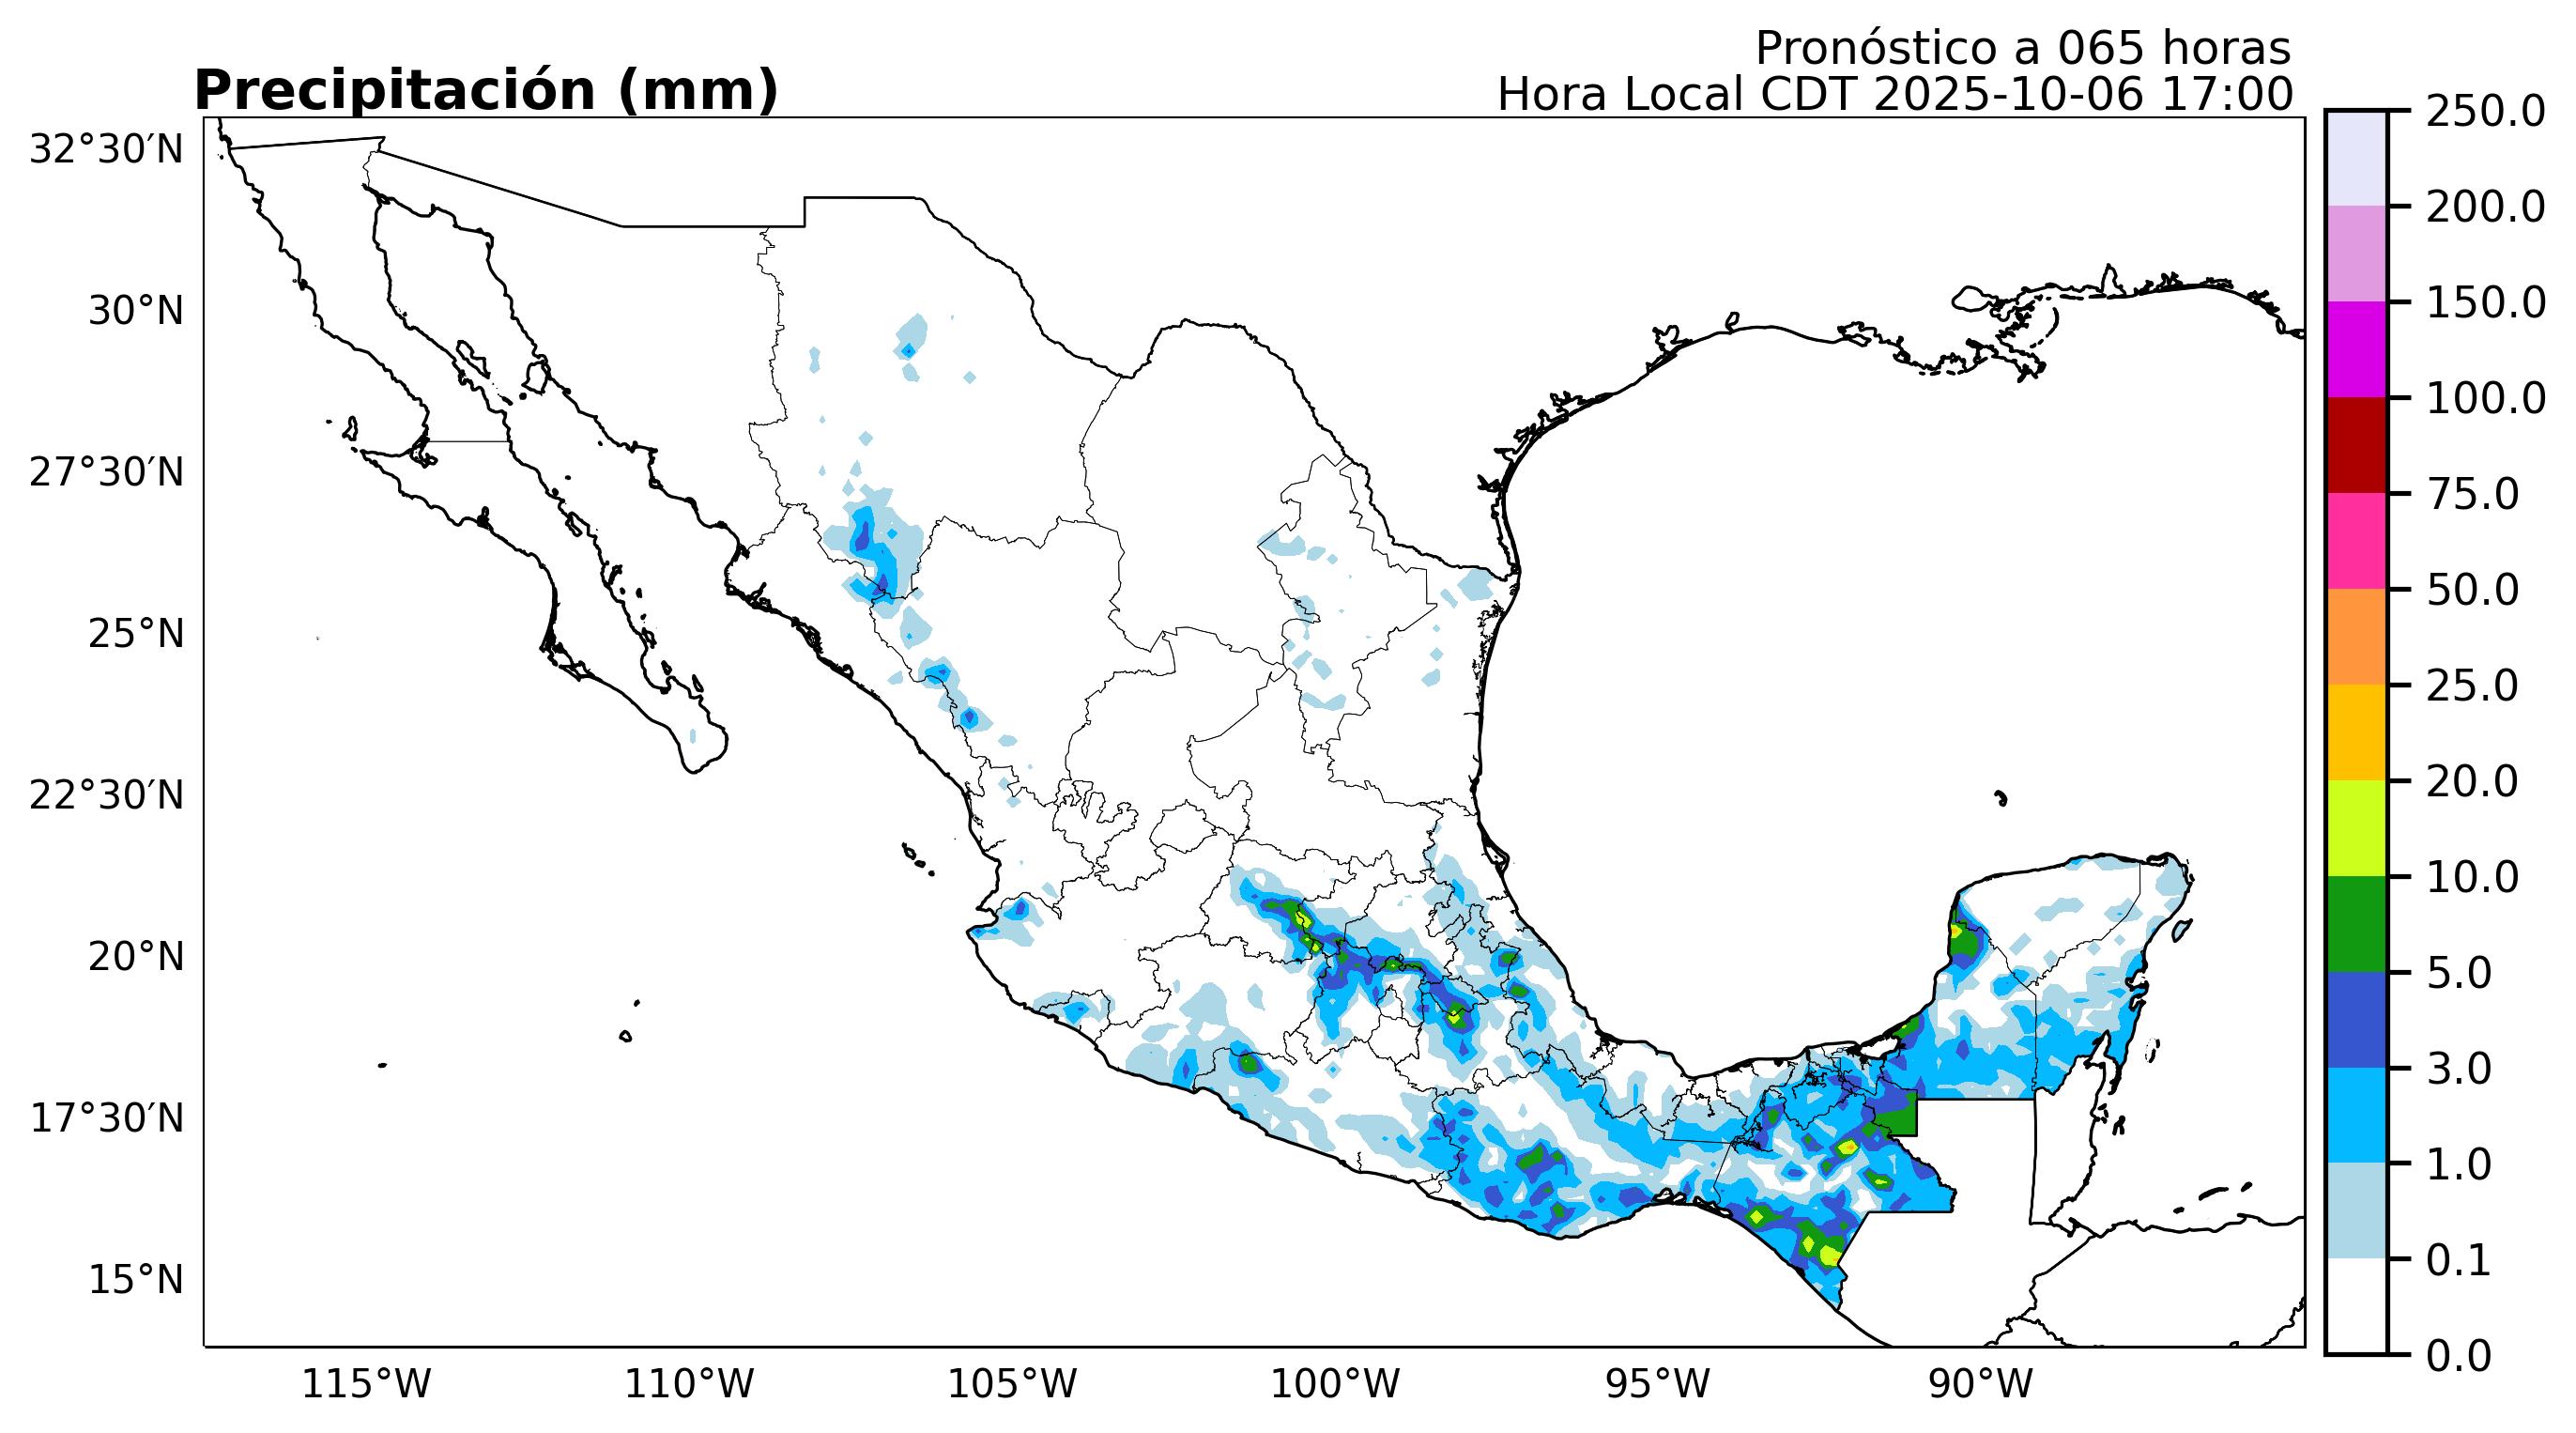 Pronóstico a 065 horas
Precipitación (mm)
Hora Local CDT 2025-10-06 17:00
32°30′N
30°N
27°30′N
25°N
22°30′N
20°N
17°30′N
15°N
115°W
110°W
105°W
100°W
95°W
90°W
250.0
200.0
150.0
100.0
75.0
50.0
25.0
20.0
10.0
5.0
3.0
1.0
0.1
0.0